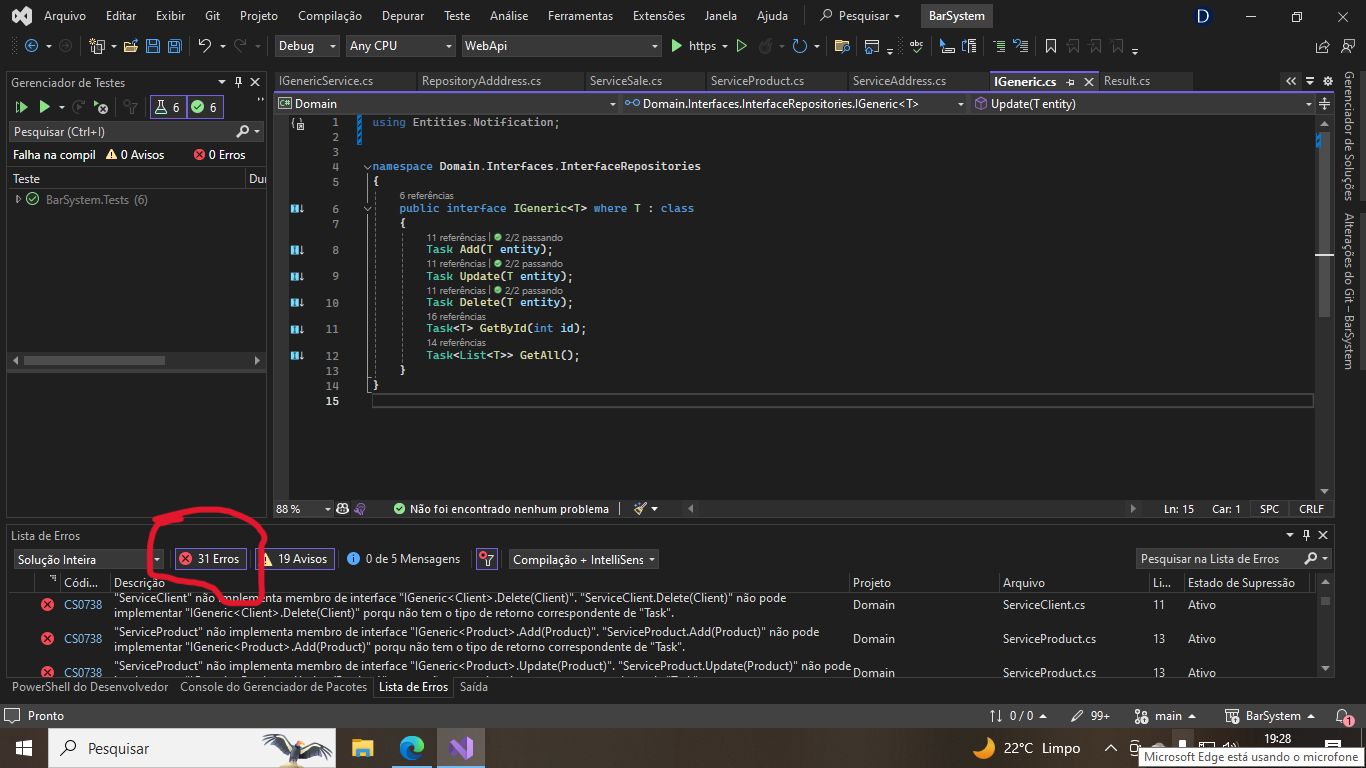 Arquivo Editar Exibir Git Projeto Compilação Depurar Teste Análise Ferramentas Extensões Janela Ajuda Pesquisar BarSystem D
Debug Any CPU WebApi https
Gerenciador de Testes
6 6
Pesquisar (Ctrl+I)
Falha na compil 0 Avisos 0 Erros
Teste Dur
BarSystem.Tests (6)
IGenericService.cs RepositoryAdddress.cs ServiceSale.cs ServiceProduct.cs ServiceAddress.cs IGeneric.cs Result.cs
C# Domain Domain.Interfaces.InterfaceRepositories.IGeneric<T> Update(T entity)
1 using Entities.Notification;
2
3
4 namespace Domain.Interfaces.InterfaceRepositories
5 {
6 referências
6 public interface IGeneric<T> where T : class
7 {
11 referências | 2/2 passando
8 Task Add(T entity);
11 referências | 2/2 passando
9 Task Update(T entity);
11 referências | 2/2 passando
10 Task Delete(T entity);
16 referências
11 Task<T> GetById(int id);
14 referências
12 Task<List<T>> GetAll();
13 }
14 }
15
88 % Não foi encontrado nenhum problema Ln: 15 Car: 1 SPC CRLF
Gerenciador de Soluções
Alterações do Git – BarSystem
Lista de Erros
Solução Inteira 31 Erros 19 Avisos 0 de 5 Mensagens Compilação + IntelliSens Pesquisar na Lista de Erros
Códi... Descrição Projeto Arquivo Li... Estado de Supressão
CS0738 "ServiceClient" não implementa membro de interface "IGeneric<Client>.Delete(Client)". "ServiceClient.Delete(Client)" não pode Domain ServiceClient.cs 11 Ativo
implementar "IGeneric<Client>.Delete(Client)" porqu não tem o tipo de retorno correspondente de "Task".
CS0738 "ServiceProduct" não implementa membro de interface "IGeneric<Product>.Add(Product)". "ServiceProduct.Add(Product)" não pode Domain ServiceProduct.cs 13 Ativo
implementar "IGeneric<Product>.Add(Product)" porqu não tem o tipo de retorno correspondente de "Task".
CS0738 "ServiceProduct" não implementa membro de interface "IGeneric<Product>.Update(Product)". "ServiceProduct.Update(Product)" não pode Domain ServiceProduct.cs 13 Ativo
PowerShell do Desenvolvedor Console do Gerenciador de Pacotes Lista de Erros Saída
Pronto 0 / 0 99+ main BarSystem 1
Pesquisar 22°C Limpo 19:28
Microsoft Edge está usando o microfone